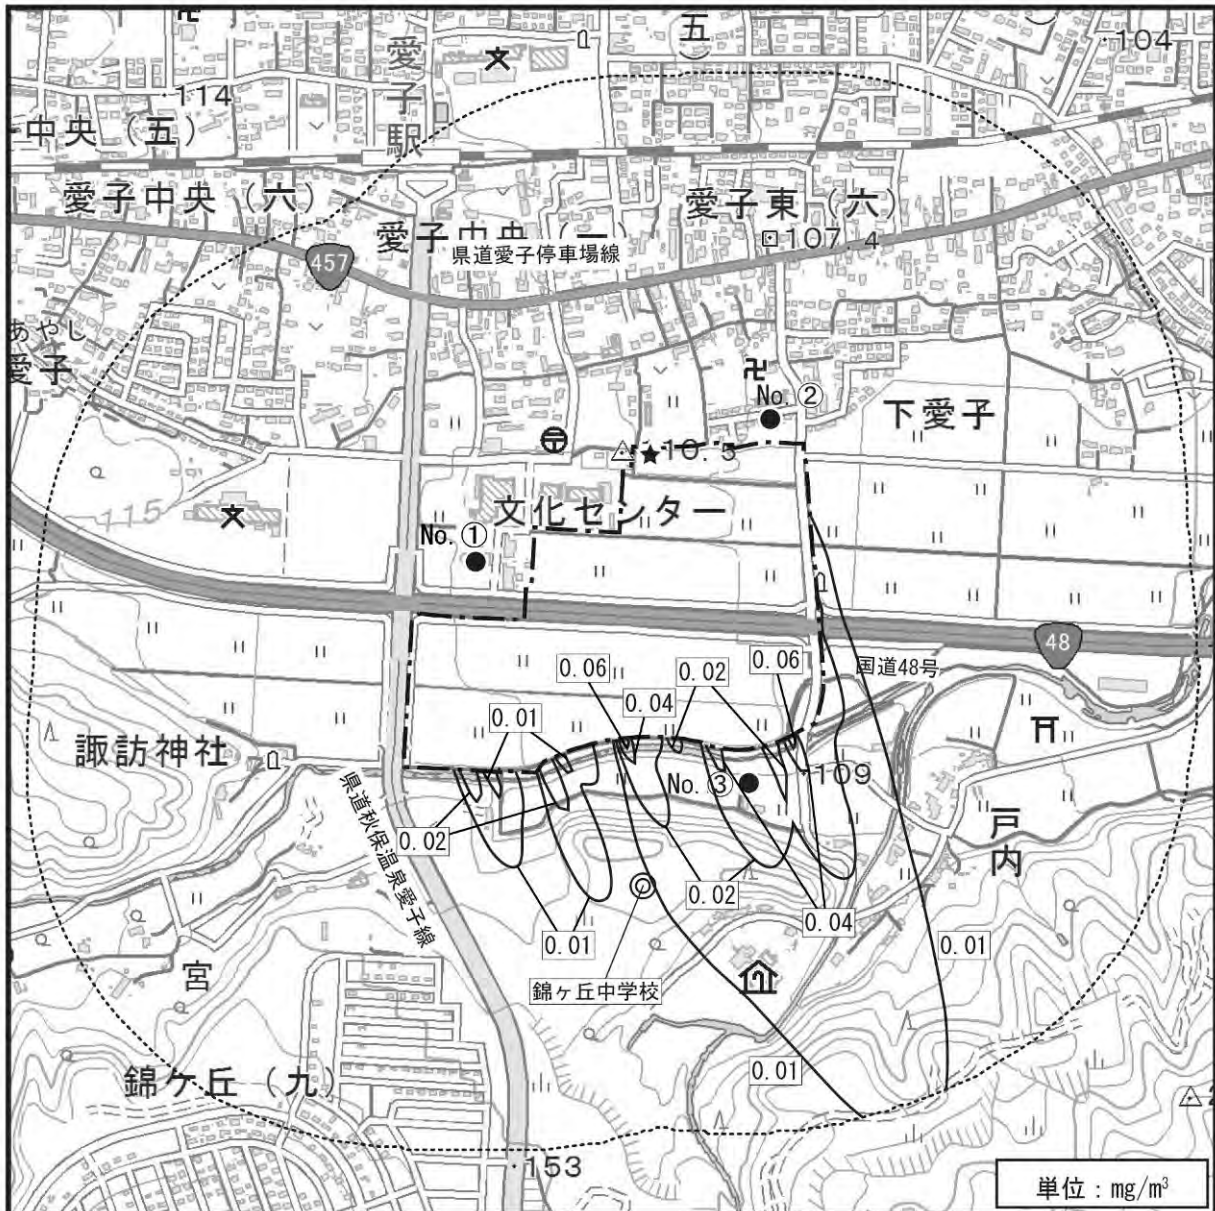 五
・104
愛子駅
・114
中央(五)
愛子中央(六)
愛子東(六)
107.4
愛子中央(一)
県道愛子停車場線
457
あやし
愛子
No.②
下愛子
10.5
文化センター
115
No.①
48
国道48号
0.06
0.02
0.06
0.04
0.01
諏訪神社
No.③
・109
戸内
県道秋保温泉愛子線
0.02
0.02
0.04
0.01
0.01
錦ヶ丘中学校
宮
0.01
錦ケ丘(九)
・153
単位:mg/m³